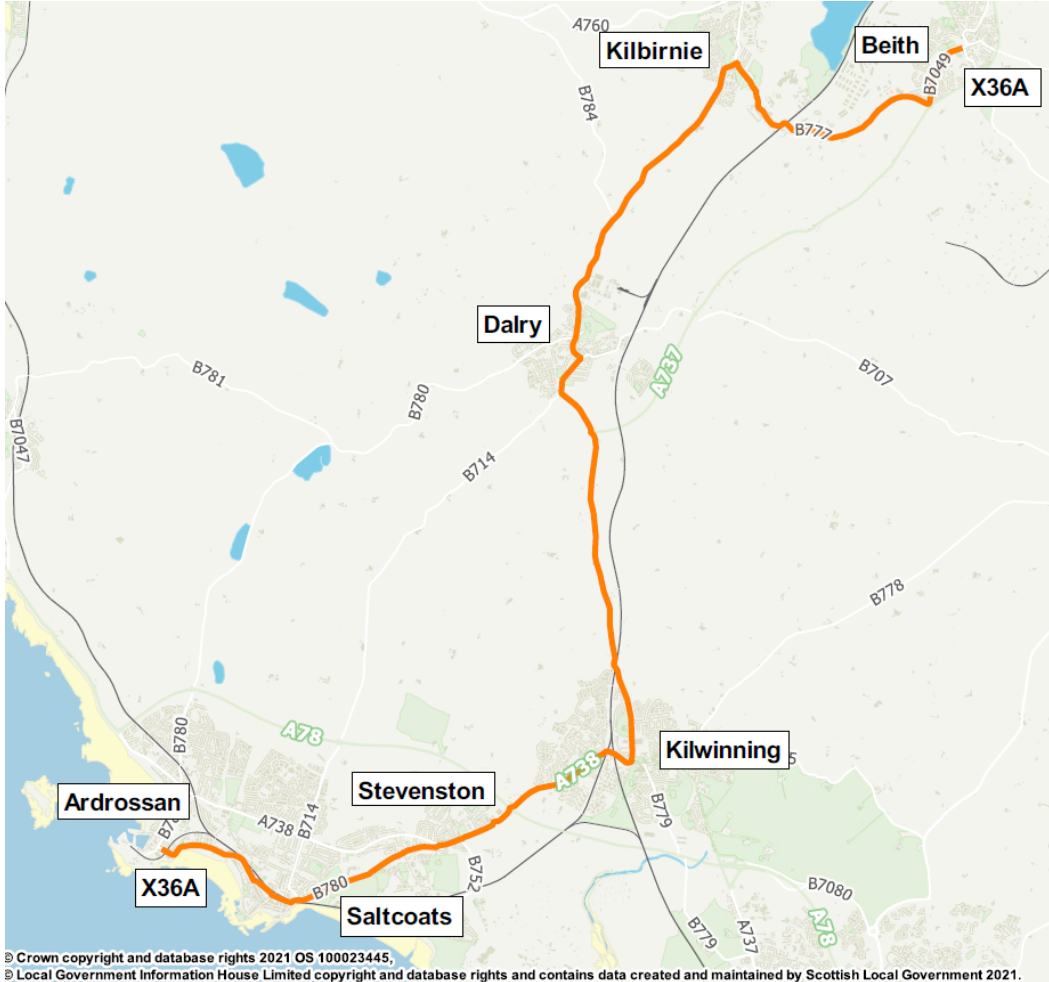 A760
Kilbirnie
Beith
B7049
X36A
B784
B777
Dalry
A737
B781
B780
B707
B7047
B714
B778
A78
B780
Kilwinning
A738
Stevenston
Ardrossan
A738
B714
B779
B752
X36A
B780
Saltcoats
B7080
B779
A737
A78
© Crown copyright and database rights 2021 OS 100023445,
© Local Government Information House Limited copyright and database rights and contains data created and maintained by Scottish Local Government 2021.